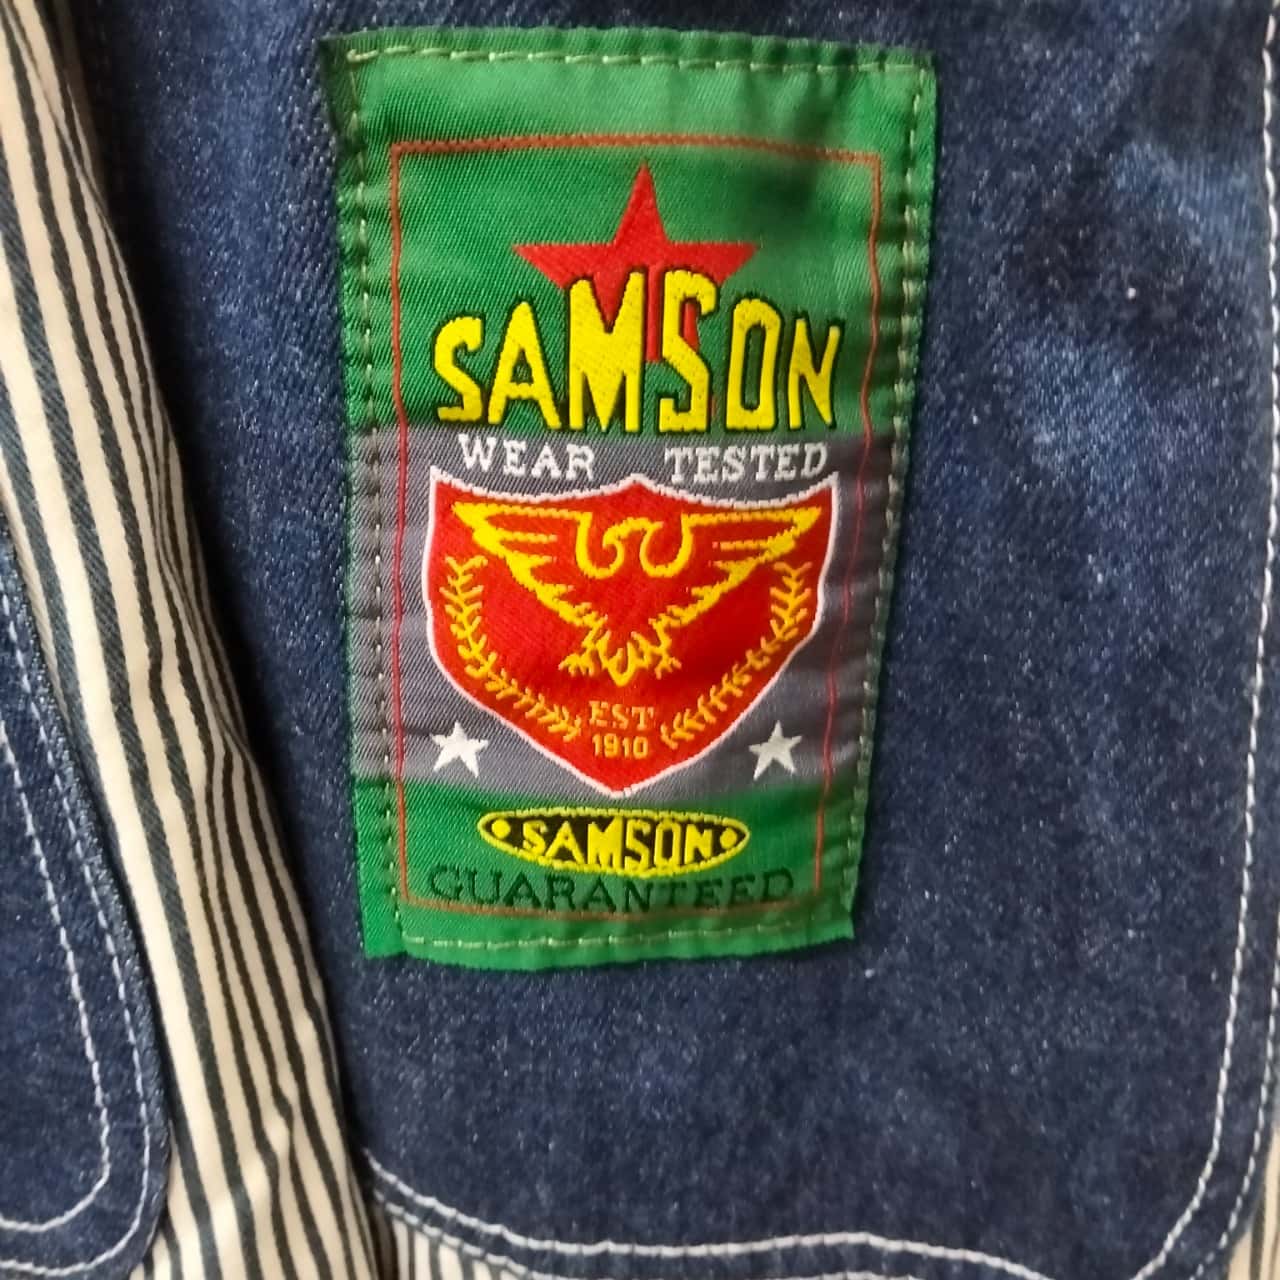 SAMSON
WEAR TESTED
EST
1910
SAMSON
GUARANTEED